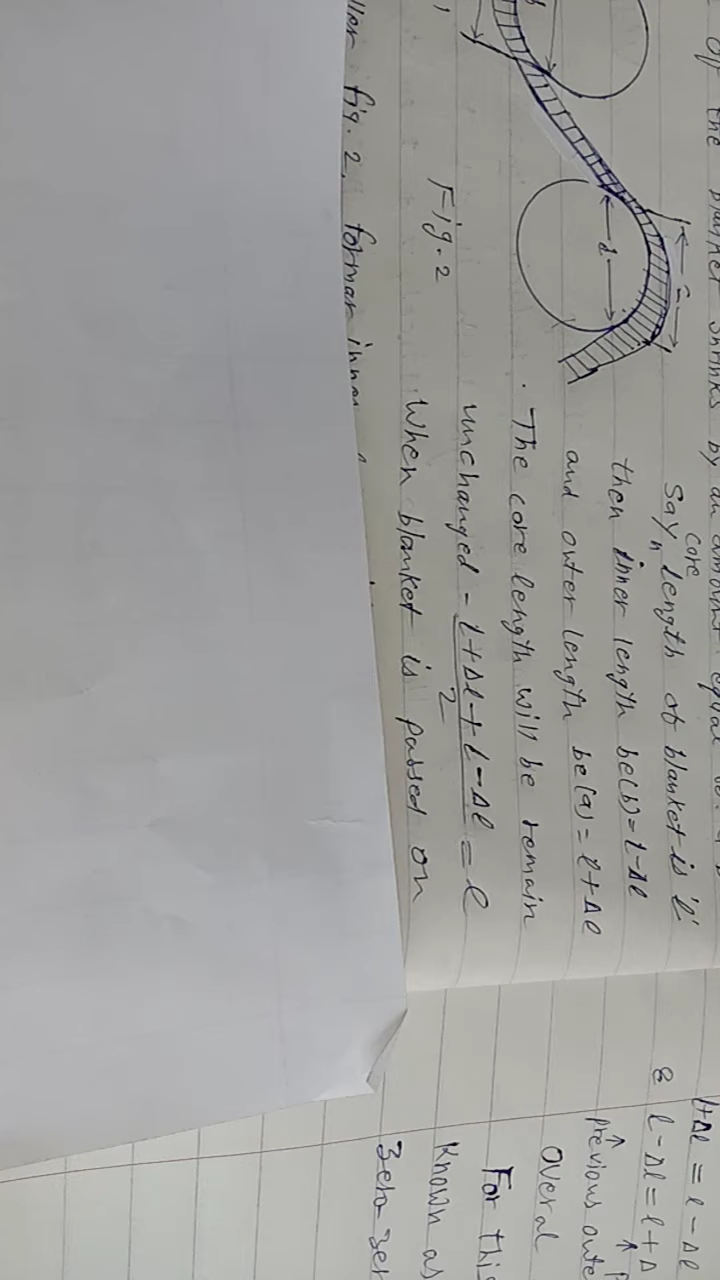 of the blanket shrinks by an amount equal
core
Say, length of blanket is 'l'
then inner length be(b) = l - Δl
and outer length be(a) = l + Δl
. The core length will be remain
unchanged - l+Δl+l-Δl / 2 = l
Fig. 2
When blanket is passed on
fig. 2, former inner
l+Δl = l - Δl
& l - Δl = l + Δ
previous oute
overal
For thi
Known as
Zero-